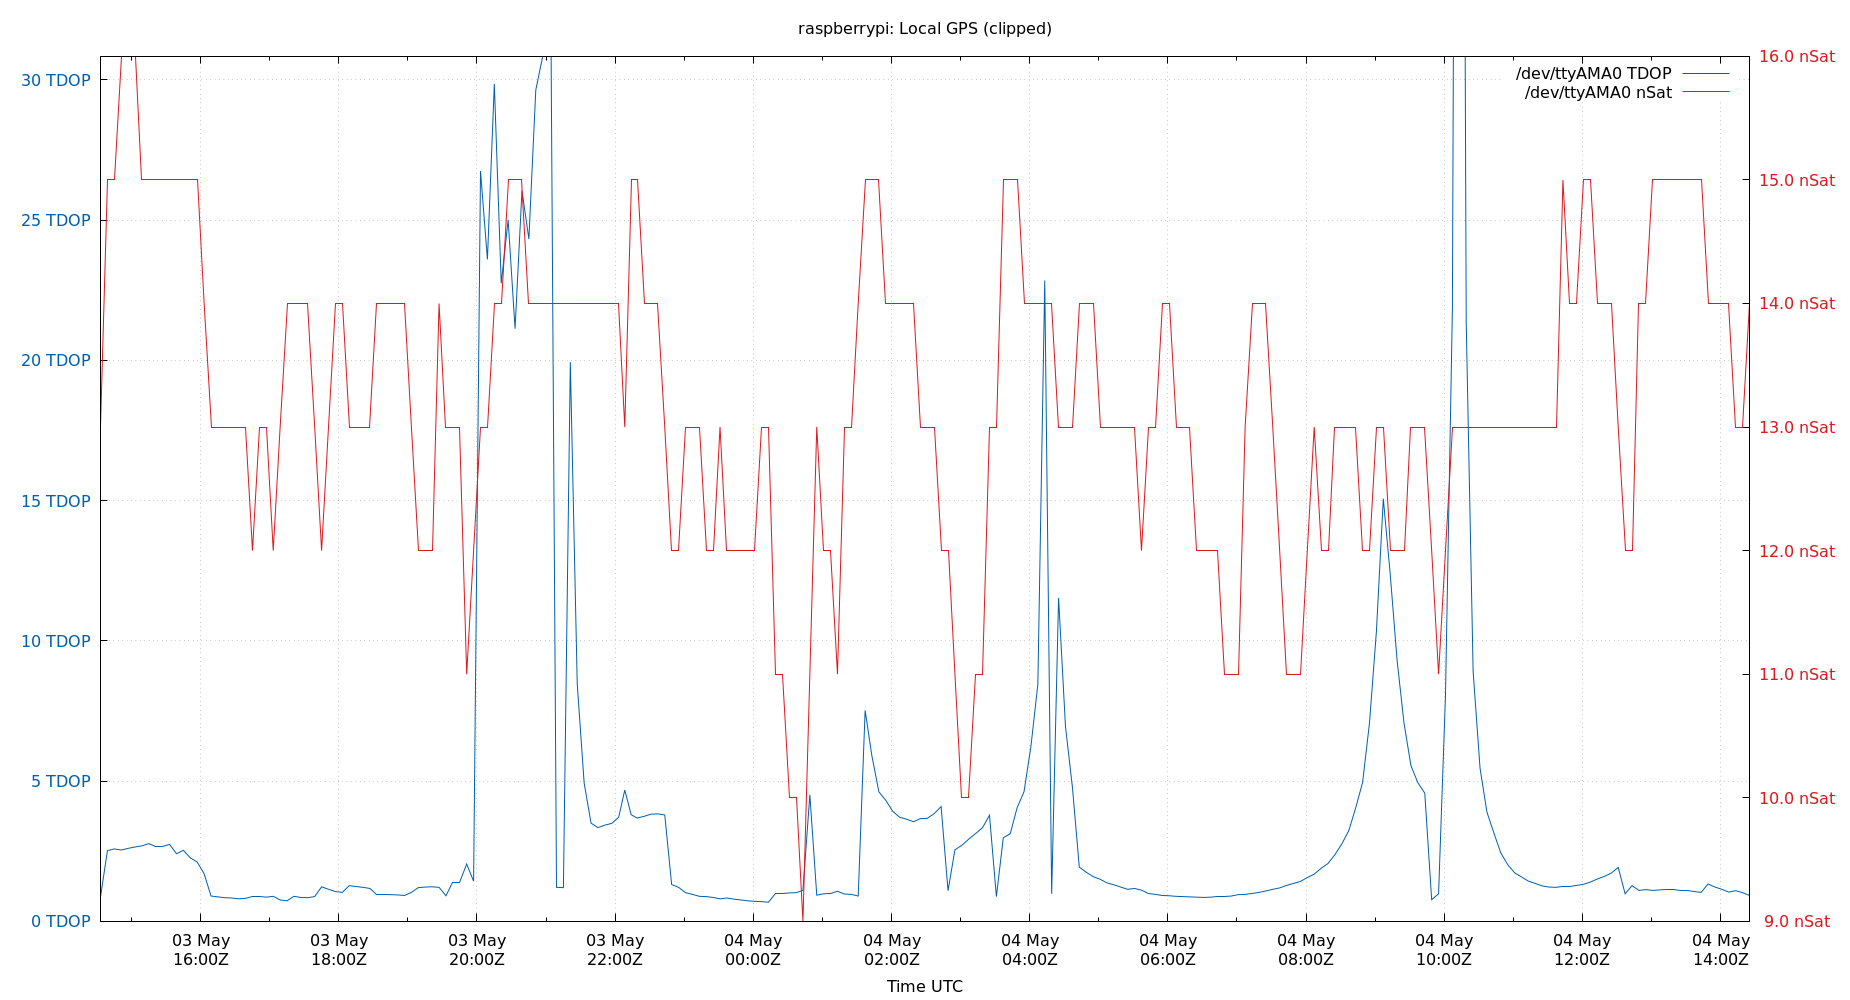 raspberrypi: Local GPS (clipped)
30 TDOP
25 TDOP
20 TDOP
15 TDOP
10 TDOP
5 TDOP
0 TDOP
16.0 nSat
15.0 nSat
14.0 nSat
13.0 nSat
12.0 nSat
11.0 nSat
10.0 nSat
9.0 nSat
/dev/ttyAMA0 TDOP
/dev/ttyAMA0 nSat
03 May 03 May 03 May 03 May 04 May 04 May 04 May 04 May 04 May 04 May 04 May 04 May
16:00Z 18:00Z 20:00Z 22:00Z 00:00Z 02:00Z 04:00Z 06:00Z 08:00Z 10:00Z 12:00Z 14:00Z
Time UTC